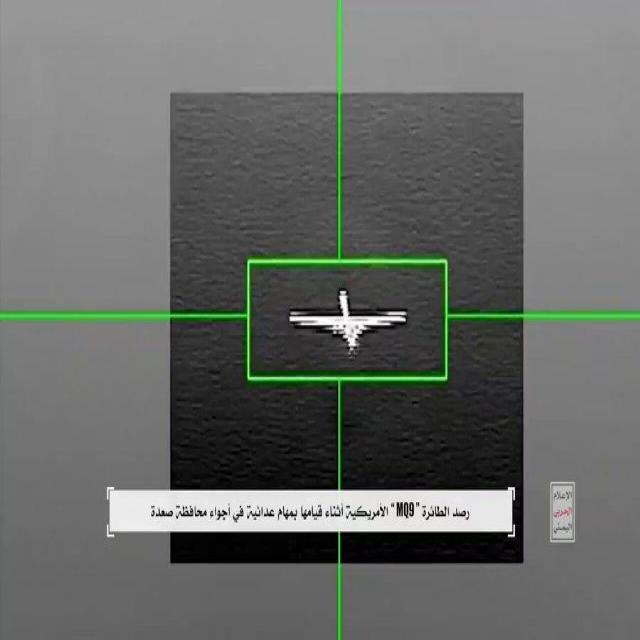 رصد الطائرة "MQ9" الأمريكية أثناء قيامها بمهام عدائية في أجواء محافظة صعدة
الإعلام
الحربي
اليمني